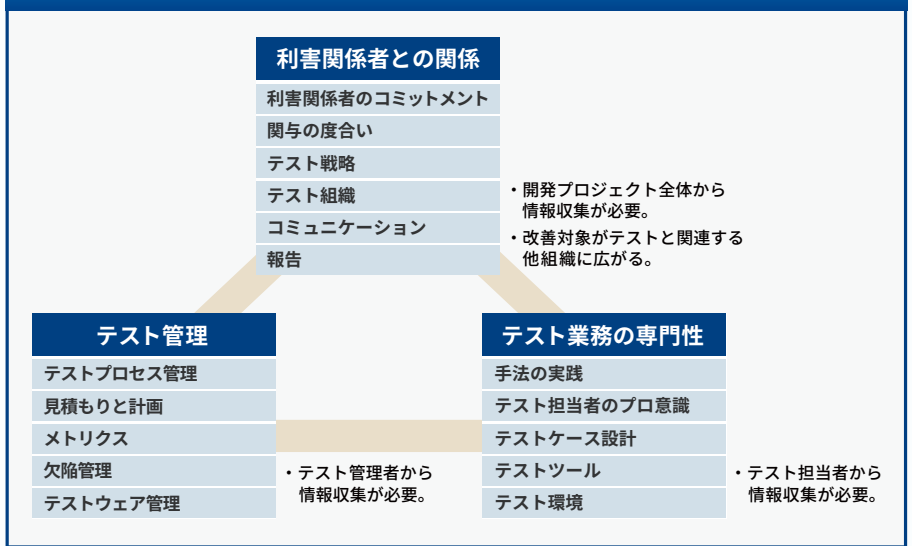 利害関係者との関係
利害関係者のコミットメント
関与の度合い
テスト戦略
テスト組織
コミュニケーション
報告
・開発プロジェクト全体から
情報収集が必要。
・改善対象がテストと関連する
他組織に広がる。
テスト管理
テストプロセス管理
見積もりと計画
メトリクス
欠陥管理
テストウェア管理
・テスト管理者から
情報収集が必要。
テスト業務の専門性
手法の実践
テスト担当者のプロ意識
テストケース設計
テストツール
テスト環境
・テスト担当者から
情報収集が必要。